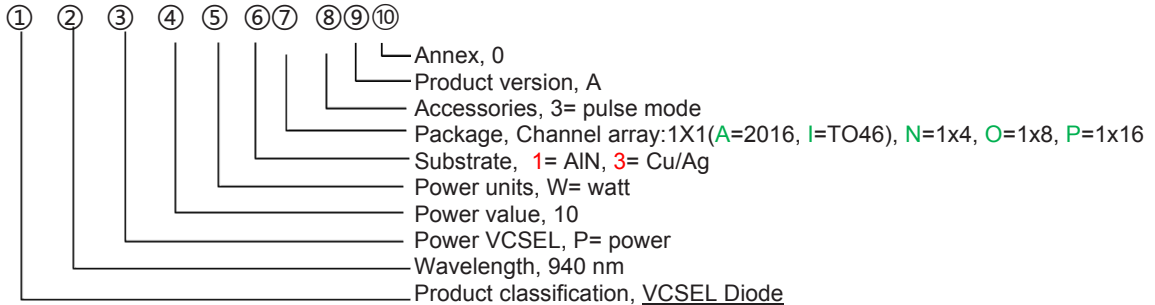 ① ② ③ ④ ⑤ ⑥⑦ ⑧⑨⑩
Annex, 0
Product version, A
Accessories, 3= pulse mode
Package, Channel array:1X1(A=2016, I=TO46), N=1x4, O=1x8, P=1x16
Substrate, 1= AlN, 3= Cu/Ag
Power units, W= watt
Power value, 10
Power VCSEL, P= power
Wavelength, 940 nm
Product classification, VCSEL Diode